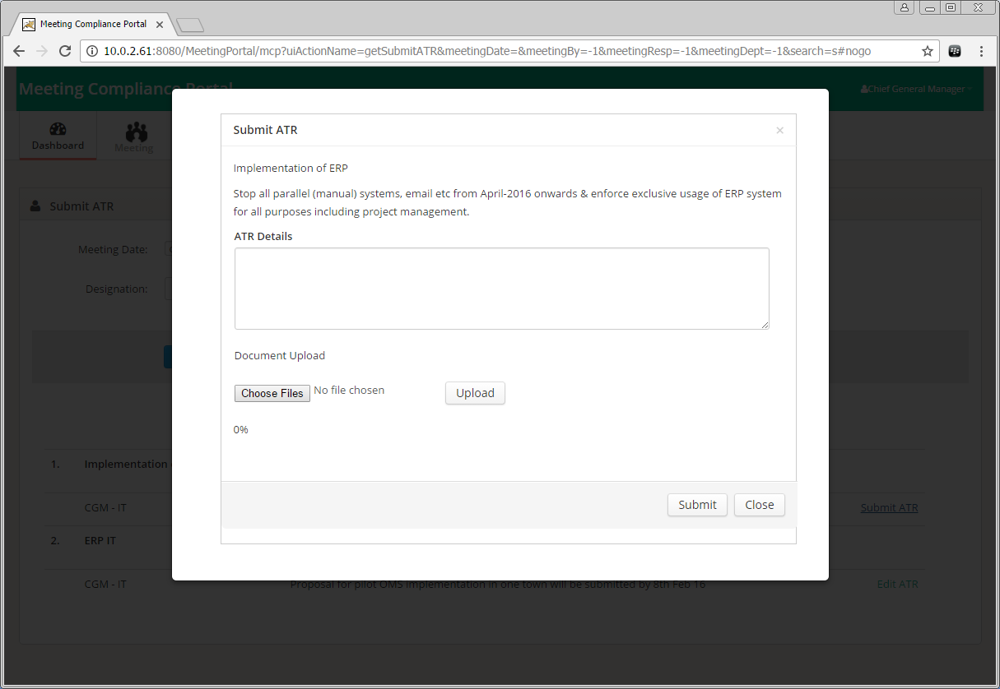 Meeting Compliance Portal
10.0.2.61:8080/MeetingPortal/mcp?uiActionName=getSubmitATR&meetingDate=&meetingBy=-1&meetingResp=-1&meetingDept=-1&search=s#nogo
Meeting Compliance Portal
Chief General Manager
Dashboard
Meeting
Submit ATR
Meeting Date:
Designation:
Submit ATR
×
Implementation of ERP
Stop all parallel (manual) systems, email etc from April-2016 onwards & enforce exclusive usage of ERP system
for all purposes including project management.
ATR Details
Document Upload
Choose Files No file chosen
Upload
0%
Submit
Close
1. Implementation
CGM - IT
Submit ATR
2. ERP IT
CGM - IT
Proposal for pilot OMS implementation in one town will be submitted by 8th Feb 16
Edit ATR